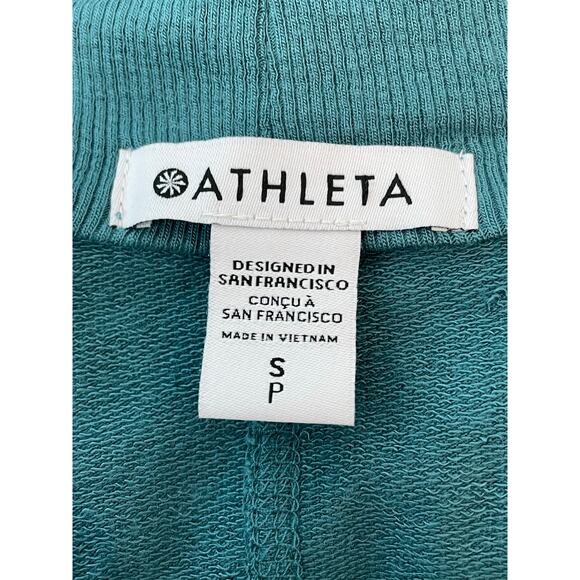 ATHLETA
DESIGNED IN
SAN FRANCISCO
CONÇU À
SAN FRANCISCO
MADE IN VIETNAM
S
P